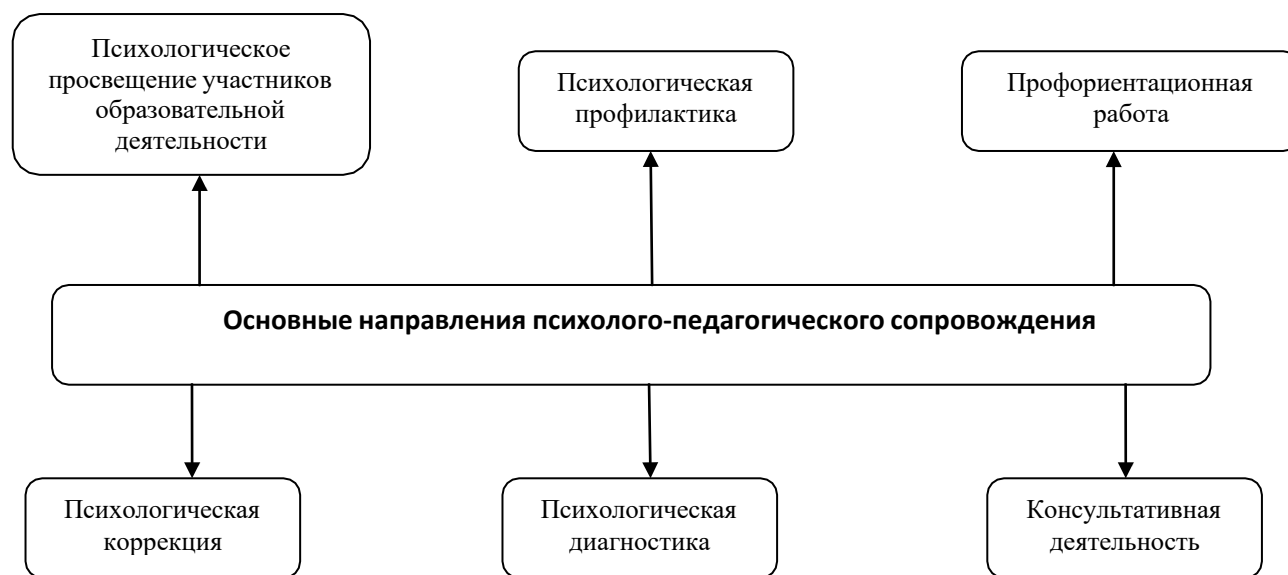 Психологическое
просвещение участников
образовательной
деятельности
Психологическая
профилактика
Профориентационная
работа
Основные направления психолого-педагогического сопровождения
Психологическая
коррекция
Психологическая
диагностика
Консультативная
деятельность